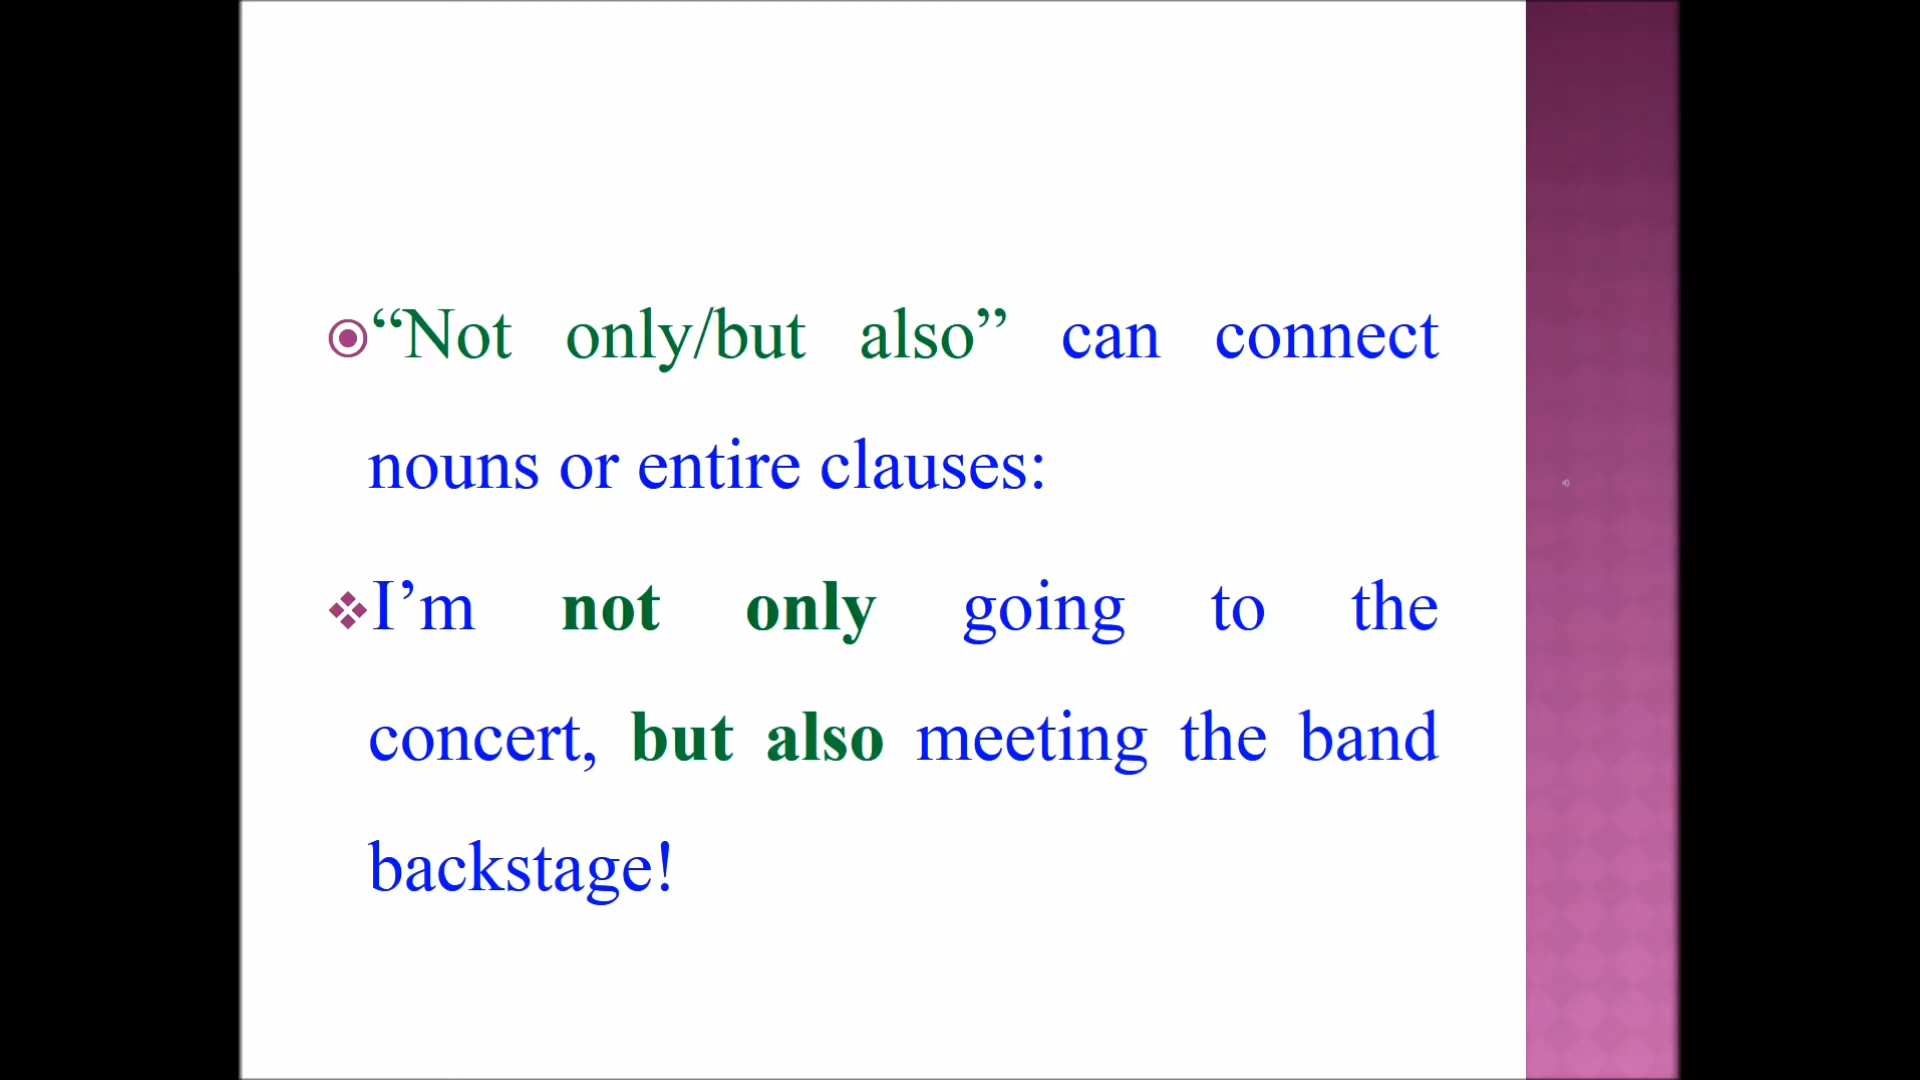 “Not only/but also” can connect
nouns or entire clauses:
I’m not only going to the
concert, but also meeting the band
backstage!